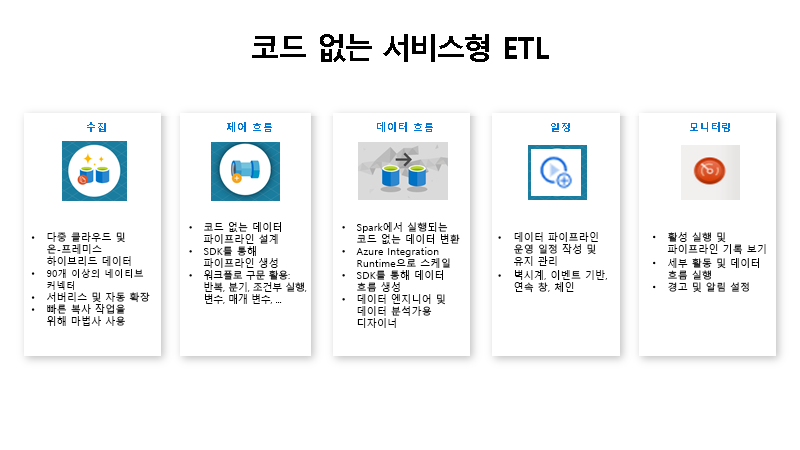 코드 없는 서비스형 ETL
수집
• 다중 클라우드 및
온-프레미스
하이브리드 데이터
• 90개 이상의 네이티브
커넥터
• 서버리스 및 자동 확장
• 빠른 복사 작업을
위해 마법사 사용
제어 흐름
• 코드 없는 데이터
파이프라인 설계
• SDK를 통해
파이프라인 생성
• 워크플로 구문 활용:
반복, 분기, 조건부 실행,
변수, 매개 변수, ...
데이터 흐름
• Spark에서 실행되는
코드 없는 데이터 변환
• Azure Integration
Runtime으로 스케일
• SDK를 통해 데이터
흐름 생성
• 데이터 엔지니어 및
데이터 분석가용
디자이너
일정
• 데이터 파이프라인
운영 일정 작성 및
유지 관리
• 벽시계, 이벤트 기반,
연속 창, 체인
모니터링
• 활성 실행 및
파이프라인 기록 보기
• 세부 활동 및 데이터
흐름 실행
• 경고 및 알림 설정